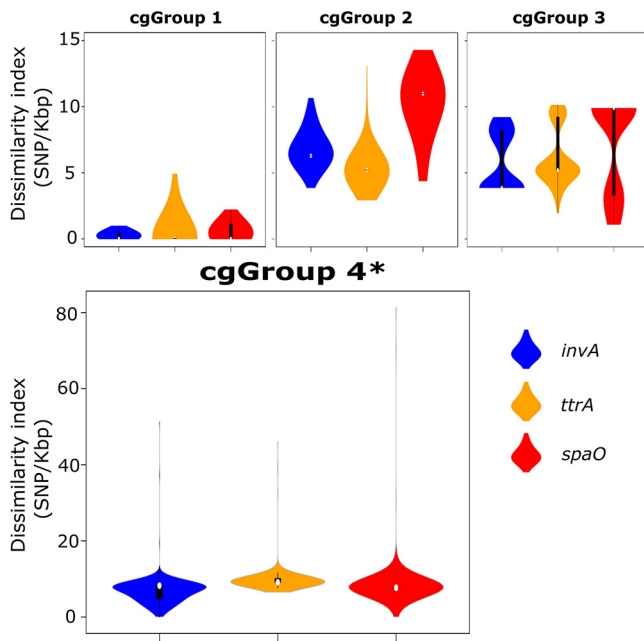 cgGroup 1 cgGroup 2 cgGroup 3
Dissimilarity index
(SNP/Kbp)
15
10
5
0
cgGroup 4*
Dissimilarity index
(SNP/Kbp)
80
60
40
20
0
invA
ttrA
spaO